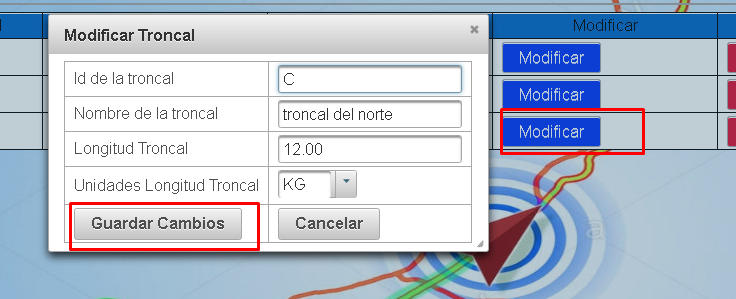 Modificar
Modificar Troncal
Id de la troncal C
Nombre de la troncal troncal del norte
Longitud Troncal 12.00
Unidades Longitud Troncal KG
Guardar Cambios Cancelar
Modificar
Modificar
Modificar